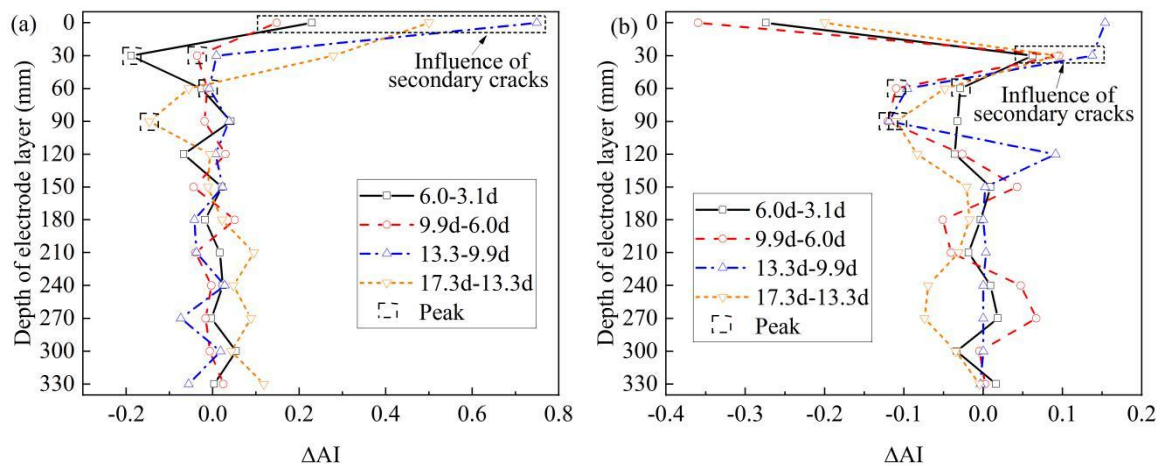 (a)
Depth of electrode layer (mm)
0
30
60
90
120
150
180
210
240
270
300
330
Influence of
secondary cracks
6.0-3.1d
9.9d-6.0d
13.3-9.9d
17.3d-13.3d
Peak
-0.2 0.0 0.2 0.4 0.6 0.8
ΔAI
(b)
Depth of electrode layer (mm)
0
30
60
90
120
150
180
210
240
270
300
330
Influence of
secondary cracks
6.0d-3.1d
9.9d-6.0d
13.3d-9.9d
17.3d-13.3d
Peak
-0.4 -0.3 -0.2 -0.1 0.0 0.1 0.2
ΔAI